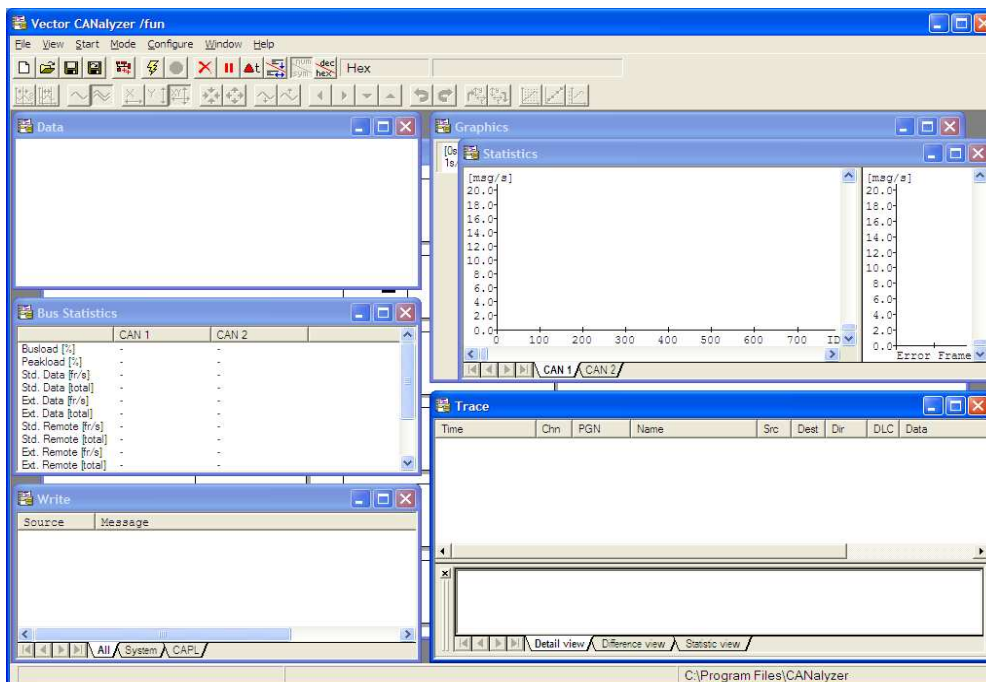 Vector CANalyzer /fun
File View Start Mode Configure Window Help
num sym dec hex Hex
Data
Graphics
[0s
1s/
Statistics
[msg/s]
20.0
18.0
16.0
14.0
12.0
10.0
8.0
6.0
4.0
2.0
0.0
0 100 200 300 400 500 600 700 ID
CAN 1 CAN 2
[msg/s]
20.0
18.0
16.0
14.0
12.0
10.0
8.0
6.0
4.0
2.0
0.0
Error Frame
Bus Statistics
CAN 1 CAN 2
Busload [%] - -
Peakload [%] - -
Std. Data [fr/s] - -
Std. Data [total] - -
Ext. Data [fr/s] - -
Ext. Data [total] - -
Std. Remote [fr/s] - -
Std. Remote [total] - -
Ext. Remote [fr/s] - -
Ext. Remote [total] - -
Trace
Time Chn PGN Name Src Dest Dir DLC Data
Detail view Difference view Statistic view
Write
Source Message
All System CAPL
C:\Program Files\CANalyzer